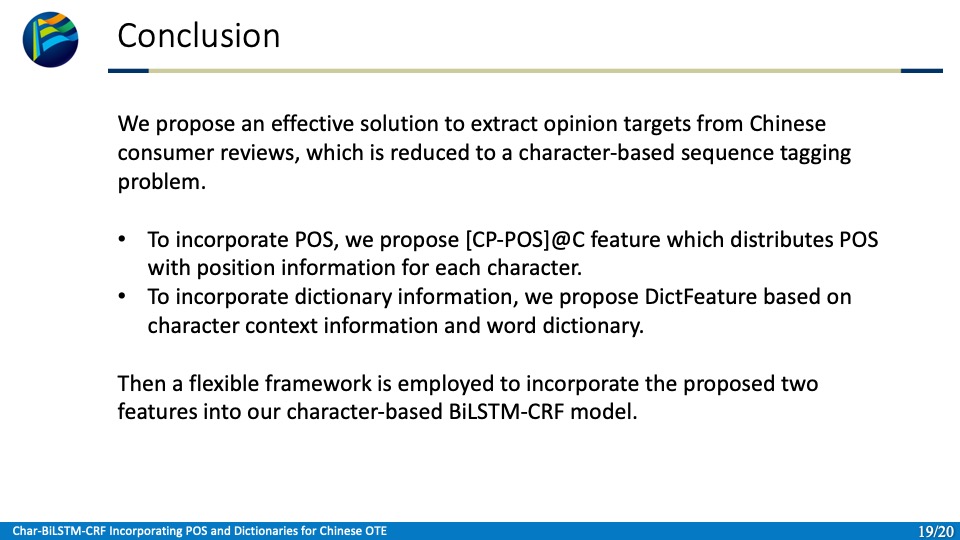 Conclusion
We propose an effective solution to extract opinion targets from Chinese
consumer reviews, which is reduced to a character-based sequence tagging
problem.
• To incorporate POS, we propose [CP-POS]@C feature which distributes POS
with position information for each character.
• To incorporate dictionary information, we propose DictFeature based on
character context information and word dictionary.
Then a flexible framework is employed to incorporate the proposed two
features into our character-based BiLSTM-CRF model.
Char-BiLSTM-CRF Incorporating POS and Dictionaries for Chinese OTE
19/20